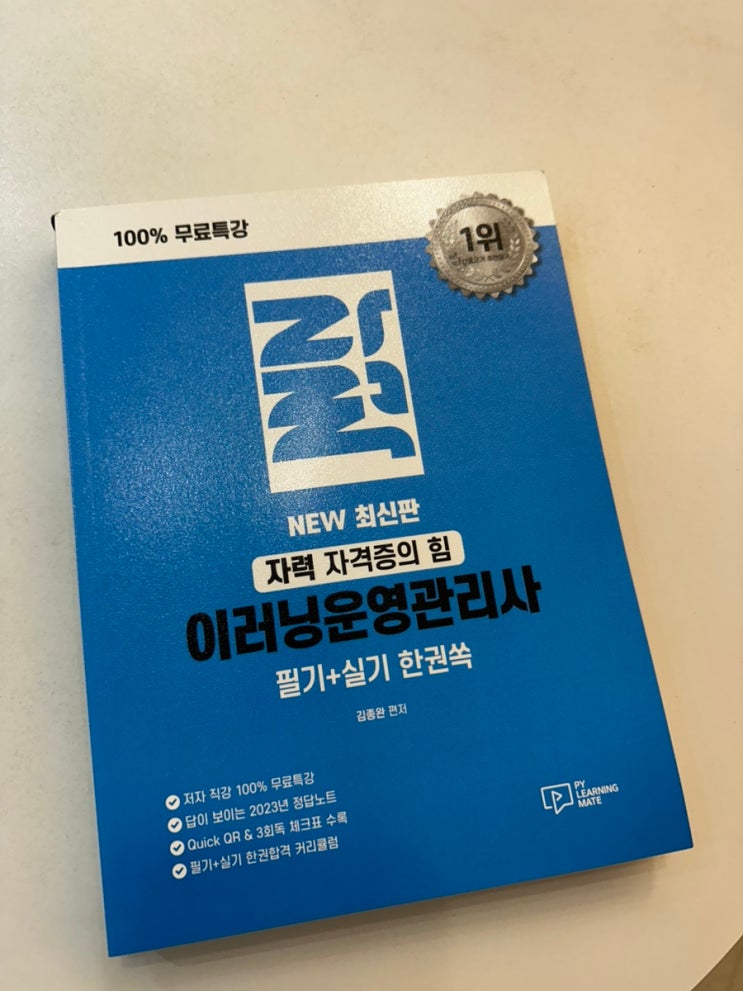 100% 무료특강
1위
자력
NEW 최신판
자력 자격증의 힘
이러닝운영관리사
필기+실기 한권쏙
김종완 편저
저자 직강 100% 무료특강
답이 보이는 2023년 정답노트
Quick QR & 3회독 체크표 수록
필기+실기 한권합격 커리큘럼
PY
LEARNING
MATE